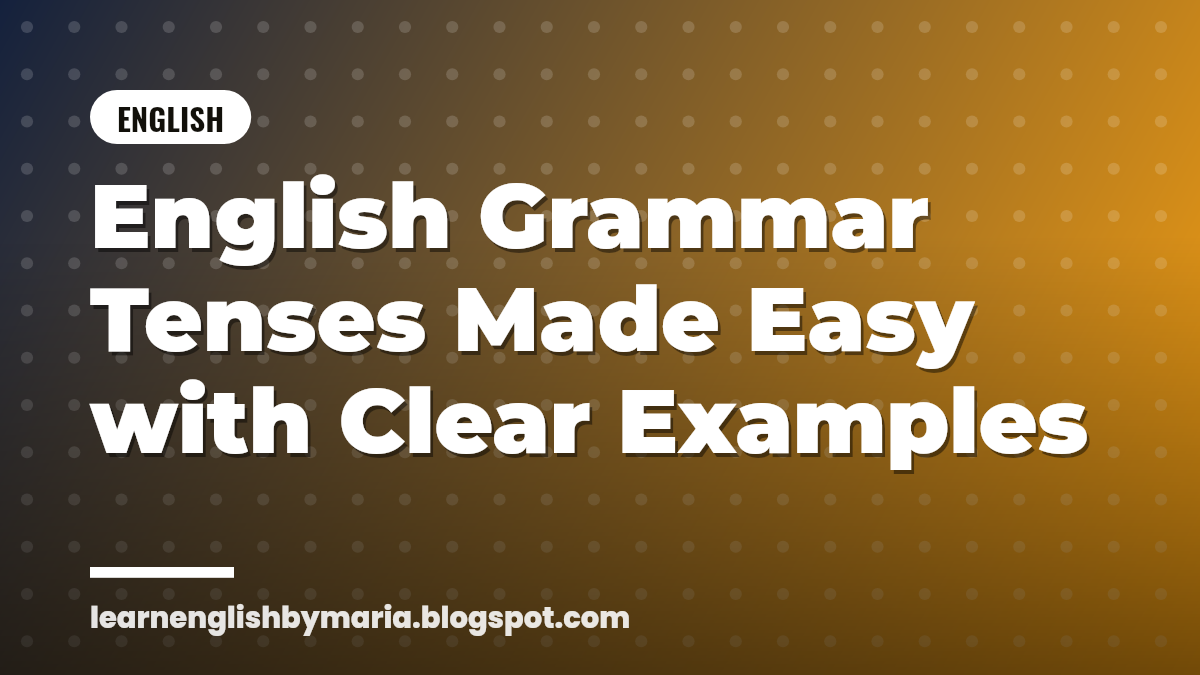 ENGLISH
English Grammar
Tenses Made Easy
with Clear Examples
learnenglishbymaria.blogspot.com